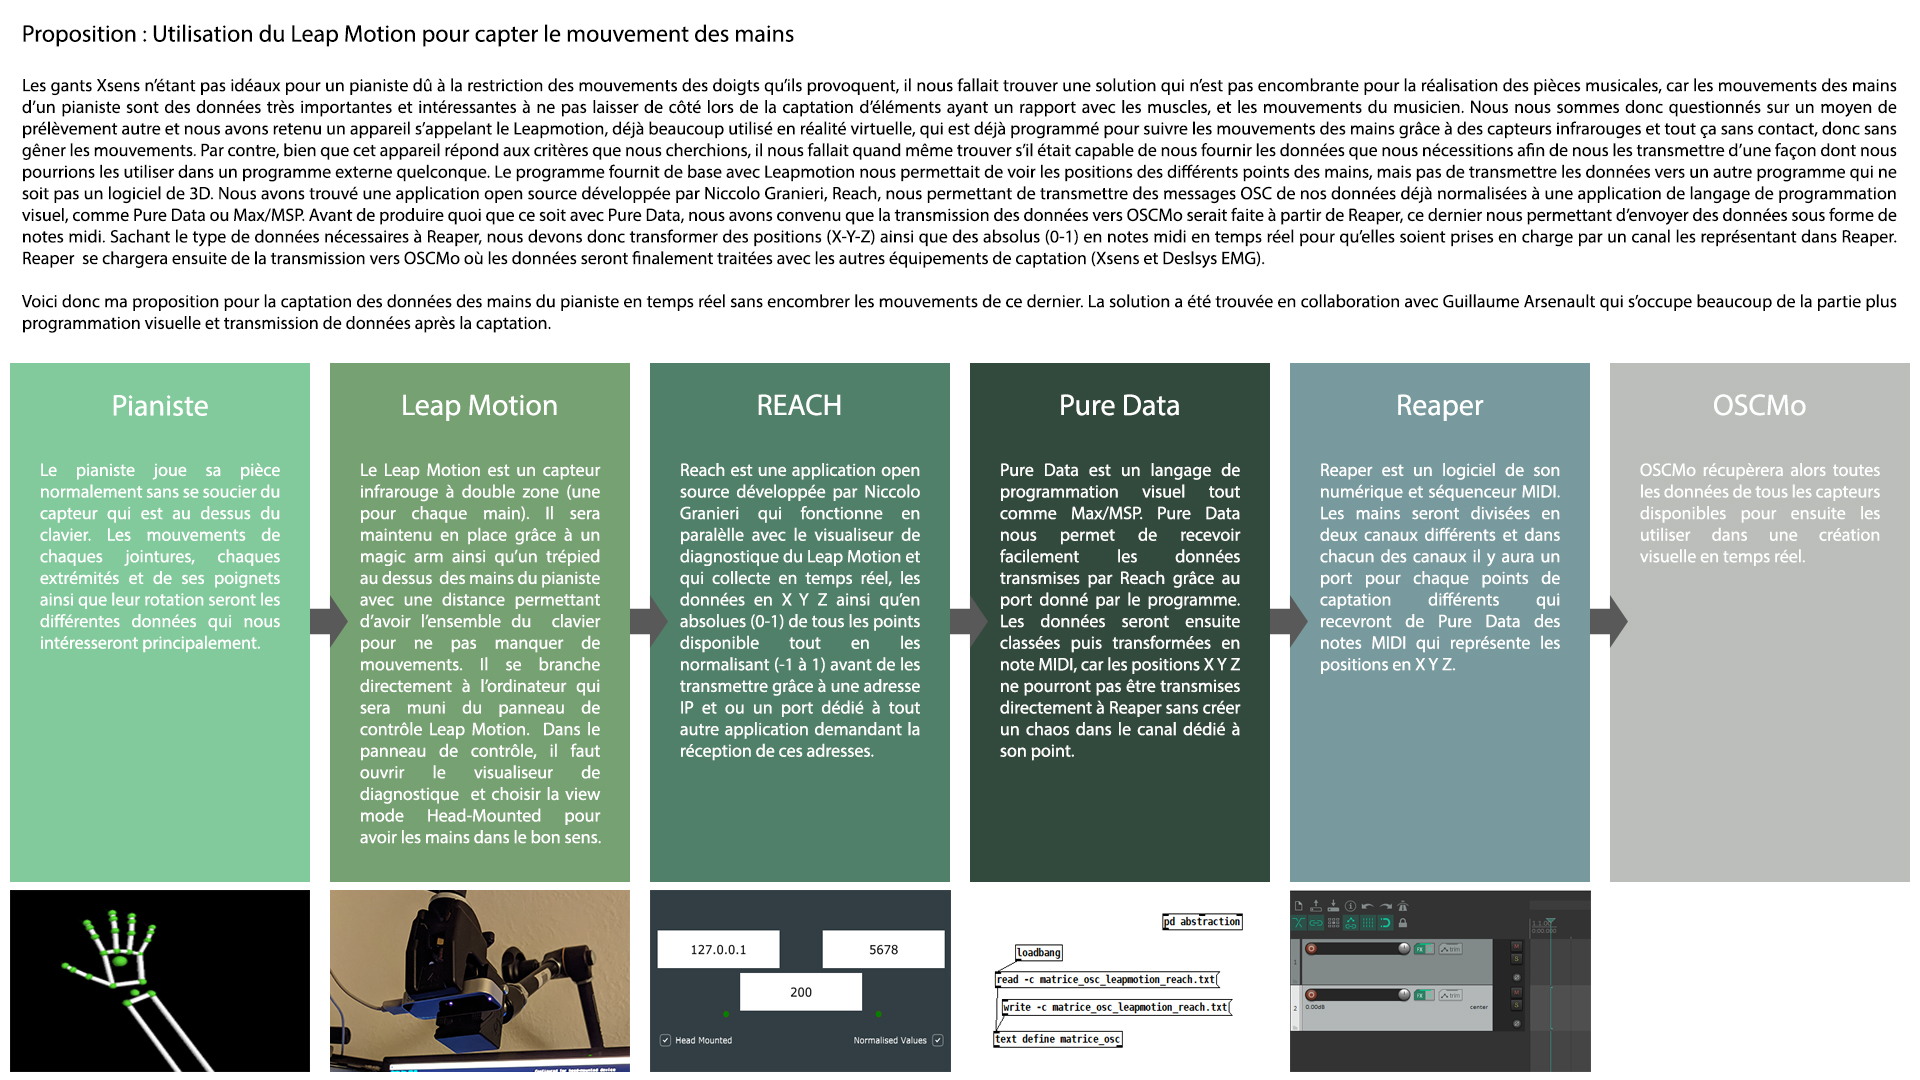 Proposition : Utilisation du Leap Motion pour capter le mouvement des mains
Les gants Xsens n’étant pas idéaux pour un pianiste dû à la restriction des mouvements des doigts qu’ils provoquent, il nous fallait trouver une solution qui n’est pas encombrante pour la réalisation des pièces musicales, car les mouvements des mains
d’un pianiste sont des données très importantes et intéressantes à ne pas laisser de côté lors de la captation d’éléments ayant un rapport avec les muscles, et les mouvements du musicien. Nous nous sommes donc questionnés sur un moyen de
prélèvement autre et nous avons retenu un appareil s’appelant le Leapmotion, déjà beaucoup utilisé en réalité virtuelle, qui est déjà programmé pour suivre les mouvements des mains grâce à des capteurs infrarouges et tout ça sans contact, donc sans
gêner les mouvements. Par contre, bien que cet appareil répond aux critères que nous cherchions, il nous fallait quand même trouver s’il était capable de nous fournir les données que nous nécessitions afin de nous les transmettre d’une façon dont nous
pourrions les utiliser dans un programme externe quelconque. Le programme fournit de base avec Leapmotion nous permettait de voir les positions des différents points des mains, mais pas de transmettre les données vers un autre programme qui ne
soit pas un logiciel de 3D. Nous avons trouvé une application open source développée par Niccolo Granieri, Reach, nous permettant de transmettre des messages OSC de nos données déjà normalisées à une application de langage de programmation
visuel, comme Pure Data ou Max/MSP. Avant de produire quoi que ce soit avec Pure Data, nous avons convenu que la transmission des données vers OSCMo serait faite à partir de Reaper, ce dernier nous permettant d’envoyer des données sous forme de
notes midi. Sachant le type de données nécessaires à Reaper, nous devons donc transformer des positions (X-Y-Z) ainsi que des absolus (0-1) en notes midi en temps réel pour qu’elles soient prises en charge par un canal les représentant dans Reaper.
Reaper se chargera ensuite de la transmission vers OSCMo où les données seront finalement traitées avec les autres équipements de captation (Xsens et Deslsys EMG).
Voici donc ma proposition pour la captation des données des mains du pianiste en temps réel sans encombrer les mouvements de ce dernier. La solution a été trouvée en collaboration avec Guillaume Arsenault qui s’occupe beaucoup de la partie plus
programmation visuelle et transmission de données après la captation.
Pianiste
Le pianiste joue sa pièce
normalement sans se soucier du
capteur qui est au dessus du
clavier. Les mouvements de
chaques jointures, chaques
extrémités et de ses poignets
ainsi que leur rotation seront les
différentes données qui nous
intéresseront principalement.
Leap Motion
Le Leap Motion est un capteur
infrarouge à double zone (une
pour chaque main). Il sera
maintenu en place grâce à un
magic arm ainsi qu’un trépied
au dessus des mains du pianiste
avec une distance permettant
d’avoir l’ensemble du clavier
pour ne pas manquer de
mouvements. Il se branche
directement à l’ordinateur qui
sera muni du panneau de
contrôle Leap Motion. Dans le
panneau de contrôle, il faut
ouvrir le visualiseur de
diagnostique et choisir la view
mode Head-Mounted pour
avoir les mains dans le bon sens.
REACH
Reach est une application open
source développée par Niccolo
Granieri qui fonctionne en
paralèlle avec le visualiseur de
diagnostique du Leap Motion et
qui collecte en temps réel, les
données en X Y Z ainsi qu’en
absolues (0-1) de tous les points
disponible tout en les
normalisant (-1 à 1) avant de les
transmettre grâce à une adresse
IP et ou un port dédié à tout
autre application demandant la
réception de ces adresses.
Pure Data
Pure Data est un langage de
programmation visuel tout
comme Max/MSP. Pure Data
nous permet de recevoir
facilement les données
transmises par Reach grâce au
port donné par le programme.
Les données seront ensuite
classées puis transformées en
note MIDI, car les positions X Y Z
ne pourront pas être transmises
directement à Reaper sans créer
un chaos dans le canal dédié à
son point.
Reaper
Reaper est un logiciel de son
numérique et séquenceur MIDI.
Les mains seront divisées en
deux canaux différents et dans
chacun des canaux il y aura un
port pour chaque points de
captation différents qui
recevront de Pure Data des
notes MIDI qui représente les
positions en X Y Z.
OSCMo
OSCMo récupèrera alors toutes
les données de tous les capteurs
disponibles pour ensuite les
utiliser dans une création
visuelle en temps réel.
127.0.0.1
5678
200
Head Mounted
Normalised Values
pd abstraction
loadbang
read -c matrice_osc_leapmotion_reach.txt
write -c matrice_osc_leapmotion_reach.txt
text define matrice_osc
1
FX
trim
M
S
2
FX
trim
M
S
0.00dB
center